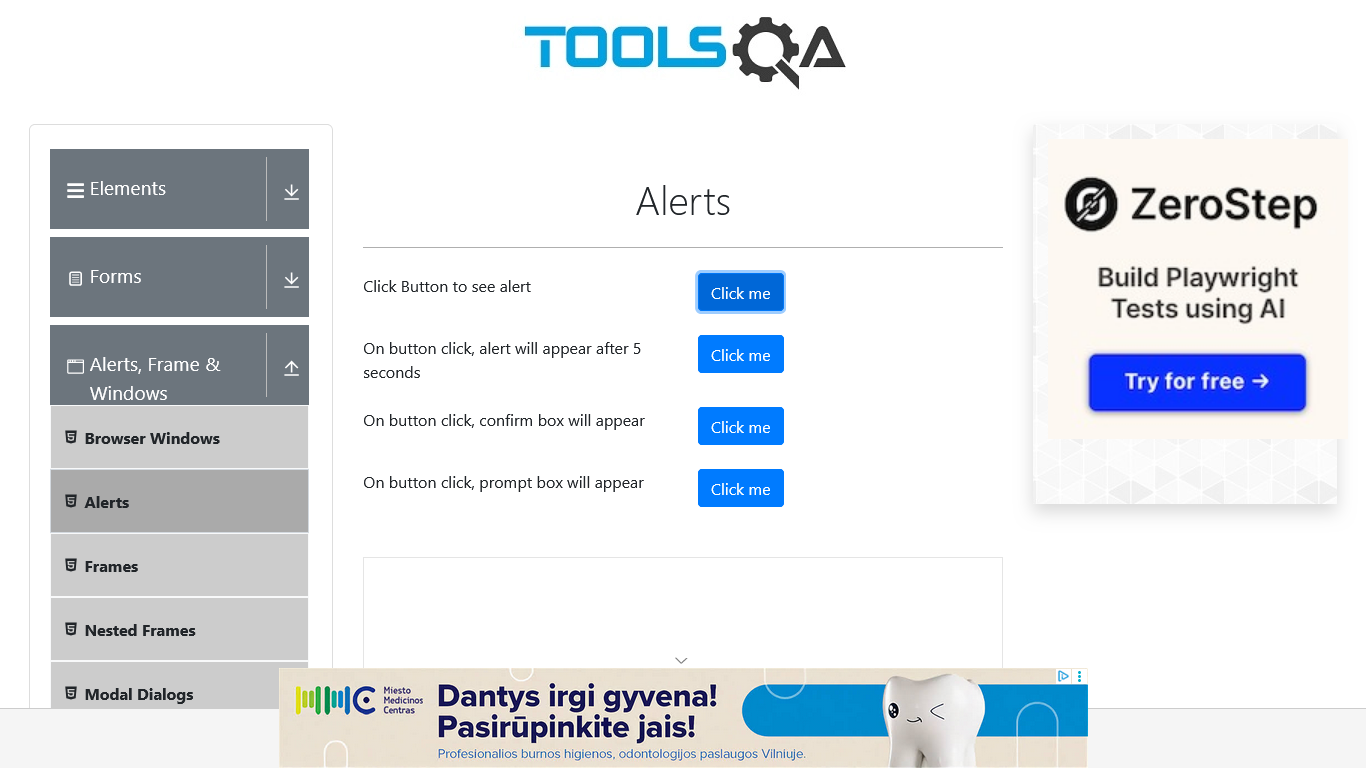 TOOLSQA
Elements
Forms
Alerts, Frame &
Windows
Browser Windows
Alerts
Frames
Nested Frames
Modal Dialogs
Alerts
Click Button to see alert
Click me
On button click, alert will appear after 5
seconds
Click me
On button click, confirm box will appear
Click me
On button click, prompt box will appear
Click me
ZeroStep
Build Playwright
Tests using AI
Try for free →
Miesto
Medicinos
Centras
Dantys irgi gyvena!
Pasirūpinkite jais!
Profesionalios burnos higienos, odontologijos paslaugos Vilniuje.